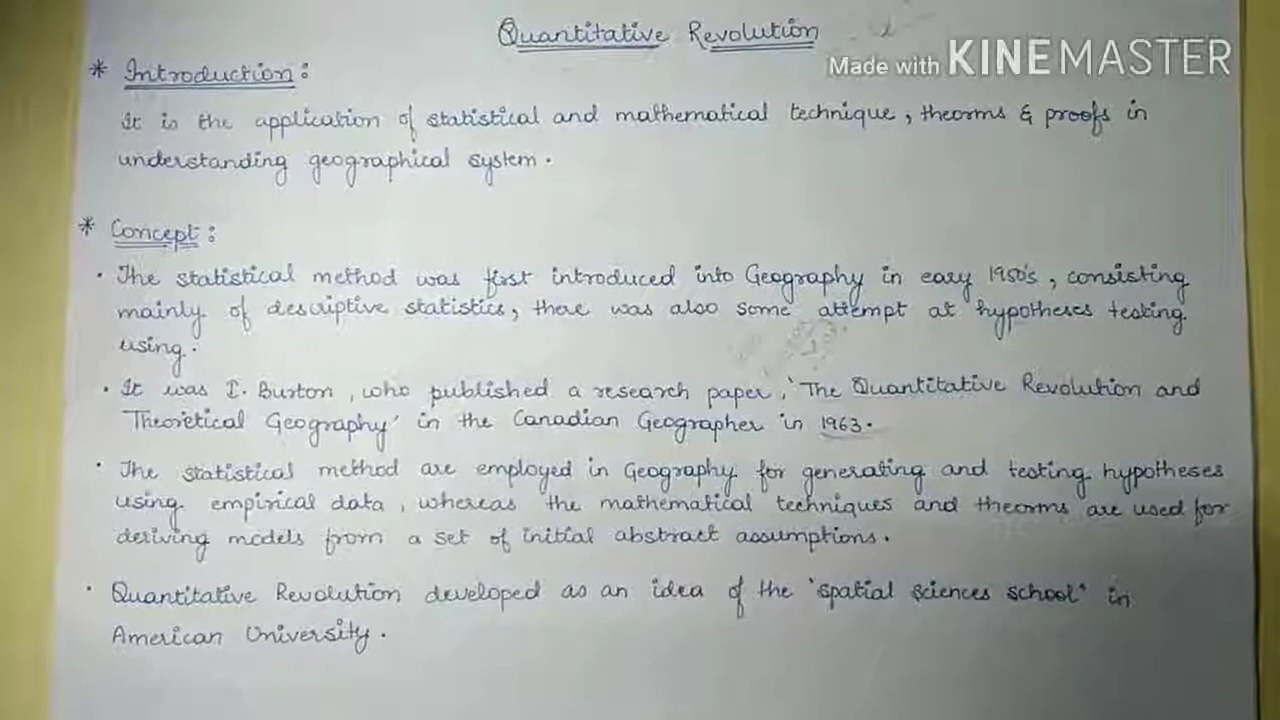 Quantitative Revolution
Made with KINEMASTER
* Introduction:
It is the application of statistical and mathematical technique, theorms & proofs in
understanding geographical system.
* Concept:
• The statistical method was first introduced into Geography in easy 1950's, consisting
mainly of descriptive statistics, there was also some attempt at hypotheses testing
using.
• It was I. Burton, who published a research paper, 'The Quantitative Revolution and
Theoretical Geography' in the Canadian Geographer in 1963.
• The statistical method are employed in Geography for generating and testing hypotheses
using empirical data, whereas the mathematical techniques and theorms are used for
deriving models from a set of initial abstract assumptions.
• Quantitative Revolution developed as an idea of the 'spatial sciences school' in
American University.